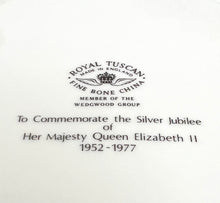 ROYAL TUSCAN
MADE IN ENGLAND
FINE BONE CHINA
MEMBER OF THE
WEDGWOOD GROUP
To Commemorate the Silver Jubilee
of
Her Majesty Queen Elizabeth II
1952-1977